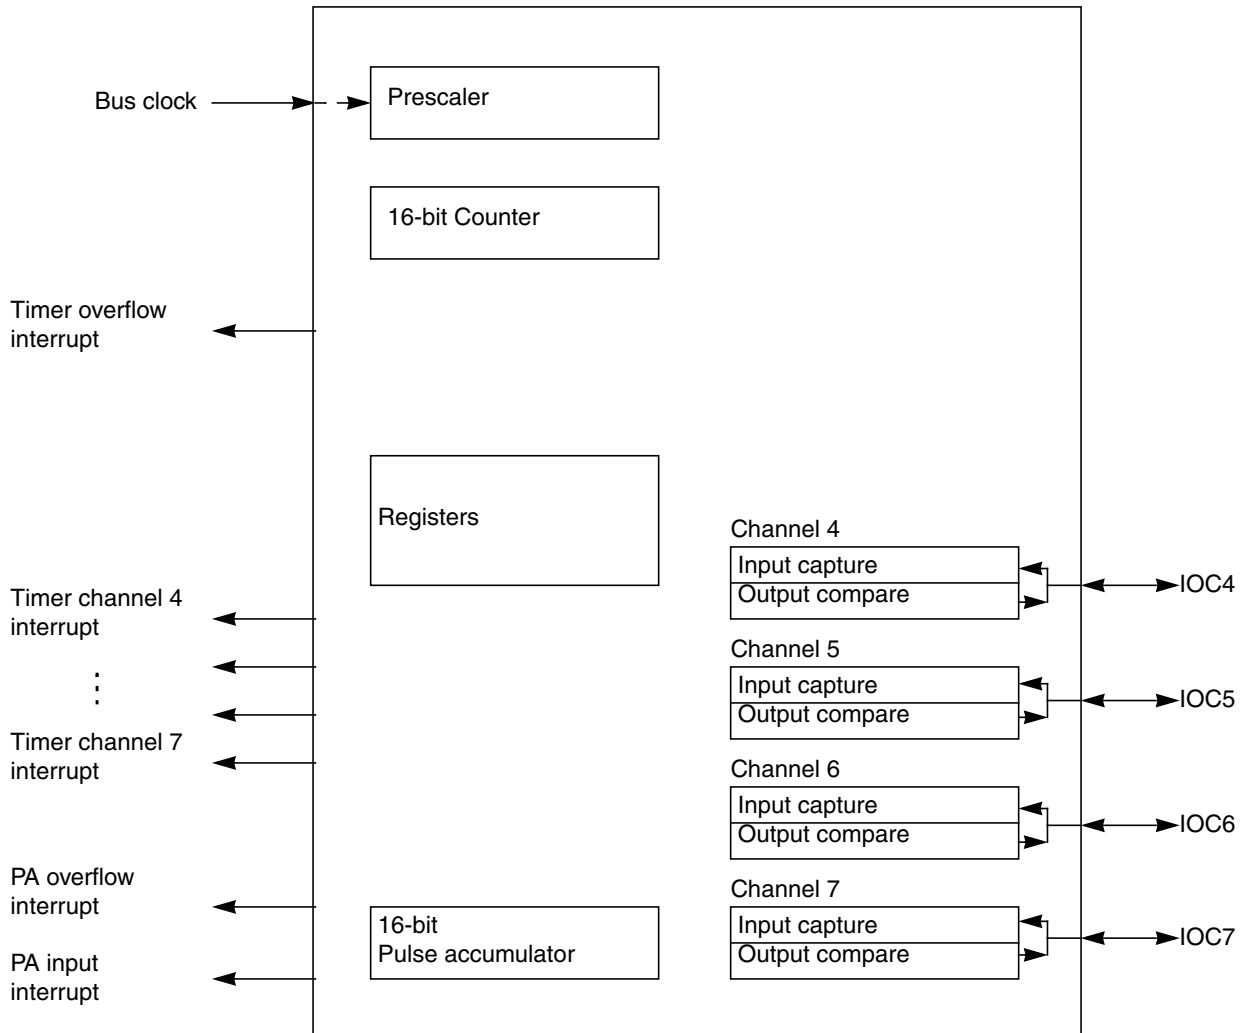 Bus clock
Prescaler
16-bit Counter
Timer overflow
interrupt
Registers
Channel 4
Input capture
Output compare
IOC4
Timer channel 4
interrupt
Channel 5
Input capture
Output compare
IOC5
Timer channel 7
interrupt
Channel 6
Input capture
Output compare
IOC6
PA overflow
interrupt
16-bit
Pulse accumulator
Channel 7
Input capture
Output compare
IOC7
PA input
interrupt